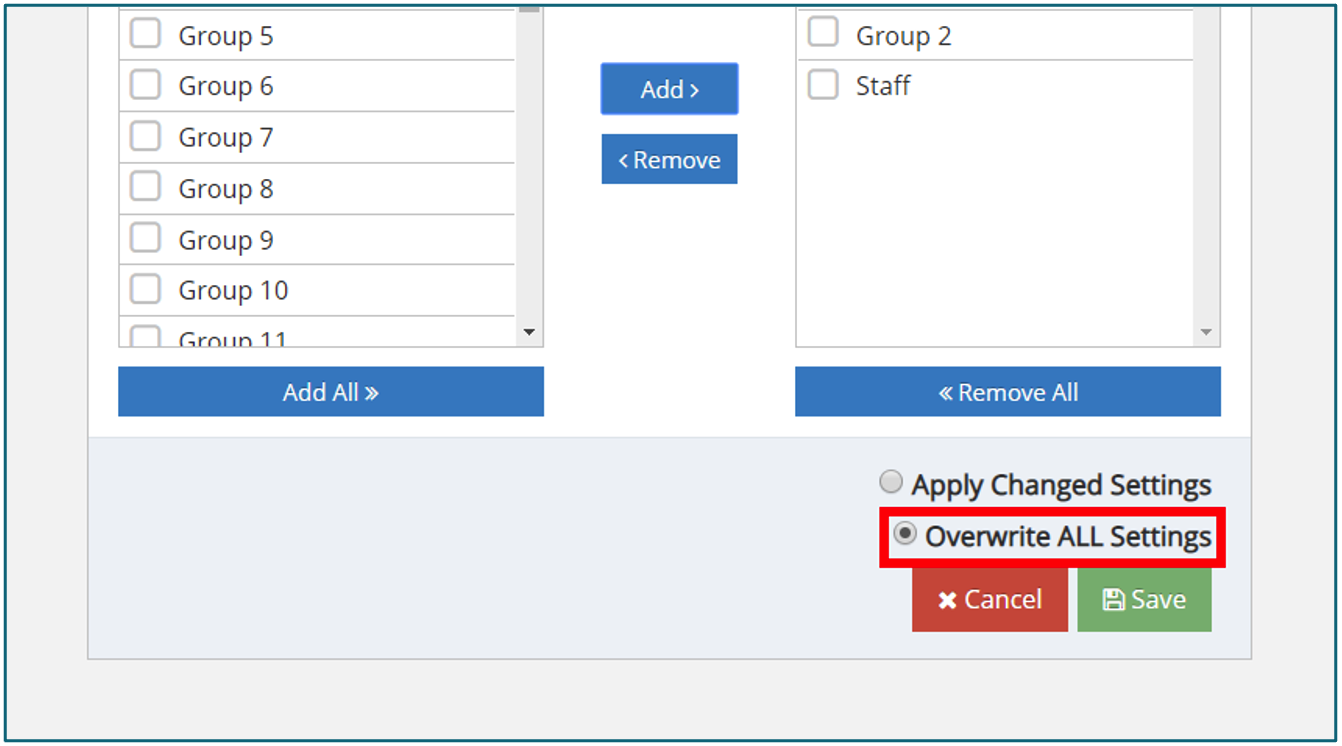 Group 5
Group 6
Group 7
Group 8
Group 9
Group 10
Group 11
Add All »
Add >
< Remove
Group 2
Staff
« Remove All
Apply Changed Settings
Overwrite ALL Settings
Cancel
Save